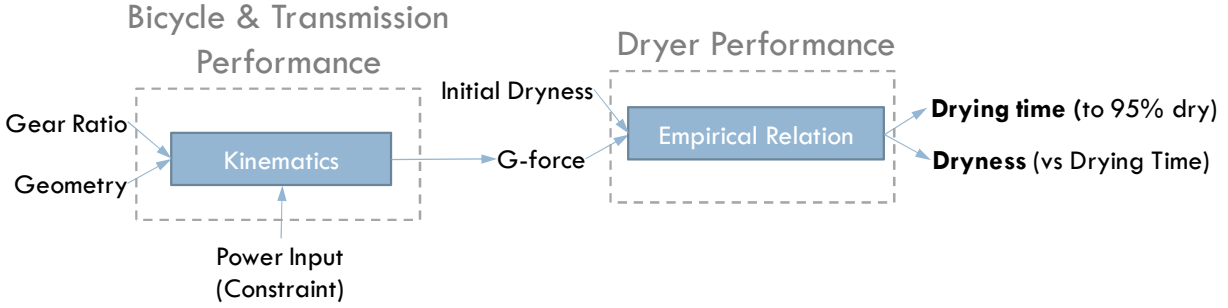 Bicycle & Transmission
Performance
Dryer Performance
Gear Ratio
Geometry
Kinematics
Power Input
(Constraint)
Initial Dryness
G-force
Empirical Relation
Drying time (to 95% dry)
Dryness (vs Drying Time)